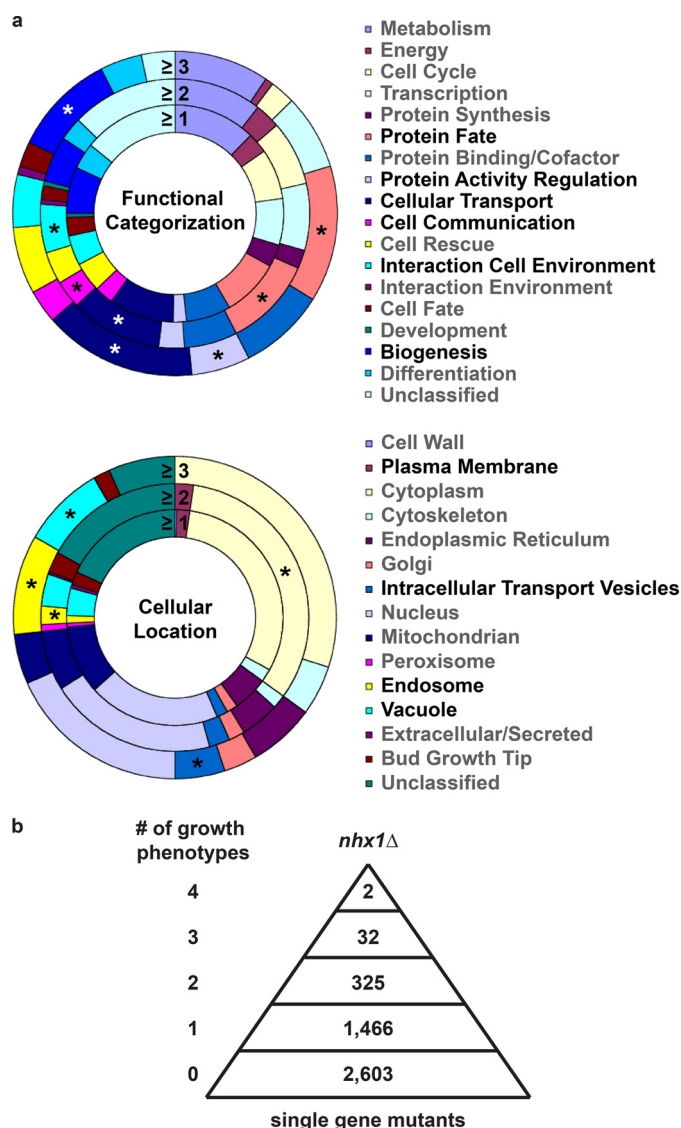 a
≥ 3
≥ 2
≥ 1
Functional
Categorization
*
*
*
*
*
*
*
*
Metabolism
Energy
Cell Cycle
Transcription
Protein Synthesis
Protein Fate
Protein Binding/Cofactor
Protein Activity Regulation
Cellular Transport
Cell Communication
Cell Rescue
Interaction Cell Environment
Interaction Environment
Cell Fate
Development
Biogenesis
Differentiation
Unclassified
≥ 3
≥ 2
≥ 1
Cellular
Location
*
*
*
*
*
Cell Wall
Plasma Membrane
Cytoplasm
Cytoskeleton
Endoplasmic Reticulum
Golgi
Intracellular Transport Vesicles
Nucleus
Mitochondrian
Peroxisome
Endosome
Vacuole
Extracellular/Secreted
Bud Growth Tip
Unclassified
b
# of growth
phenotypes
nhx1Δ
4 2
3 32
2 325
1 1,466
0 2,603
single gene mutants